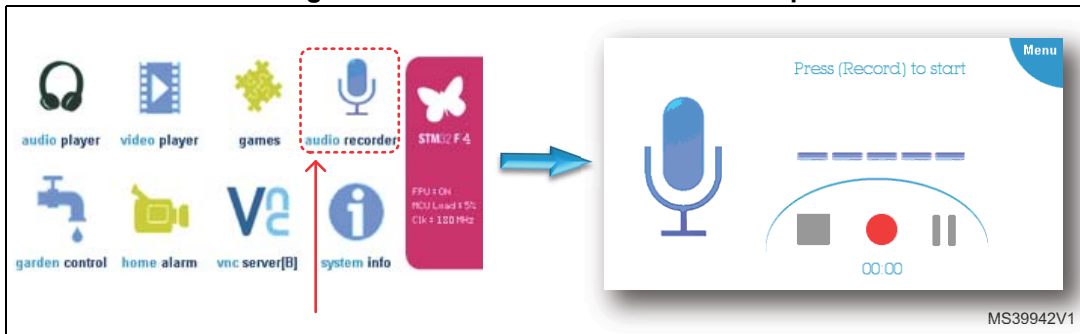 audio player
video player
games
audio recorder
STM32 F4
FPU : ON
MCU Load : 5%
Clk : 180 MHz
garden control
home alarm
V2
vnc server[B]
system info
Menu
Press (Record) to start
00:00
MS39942V1